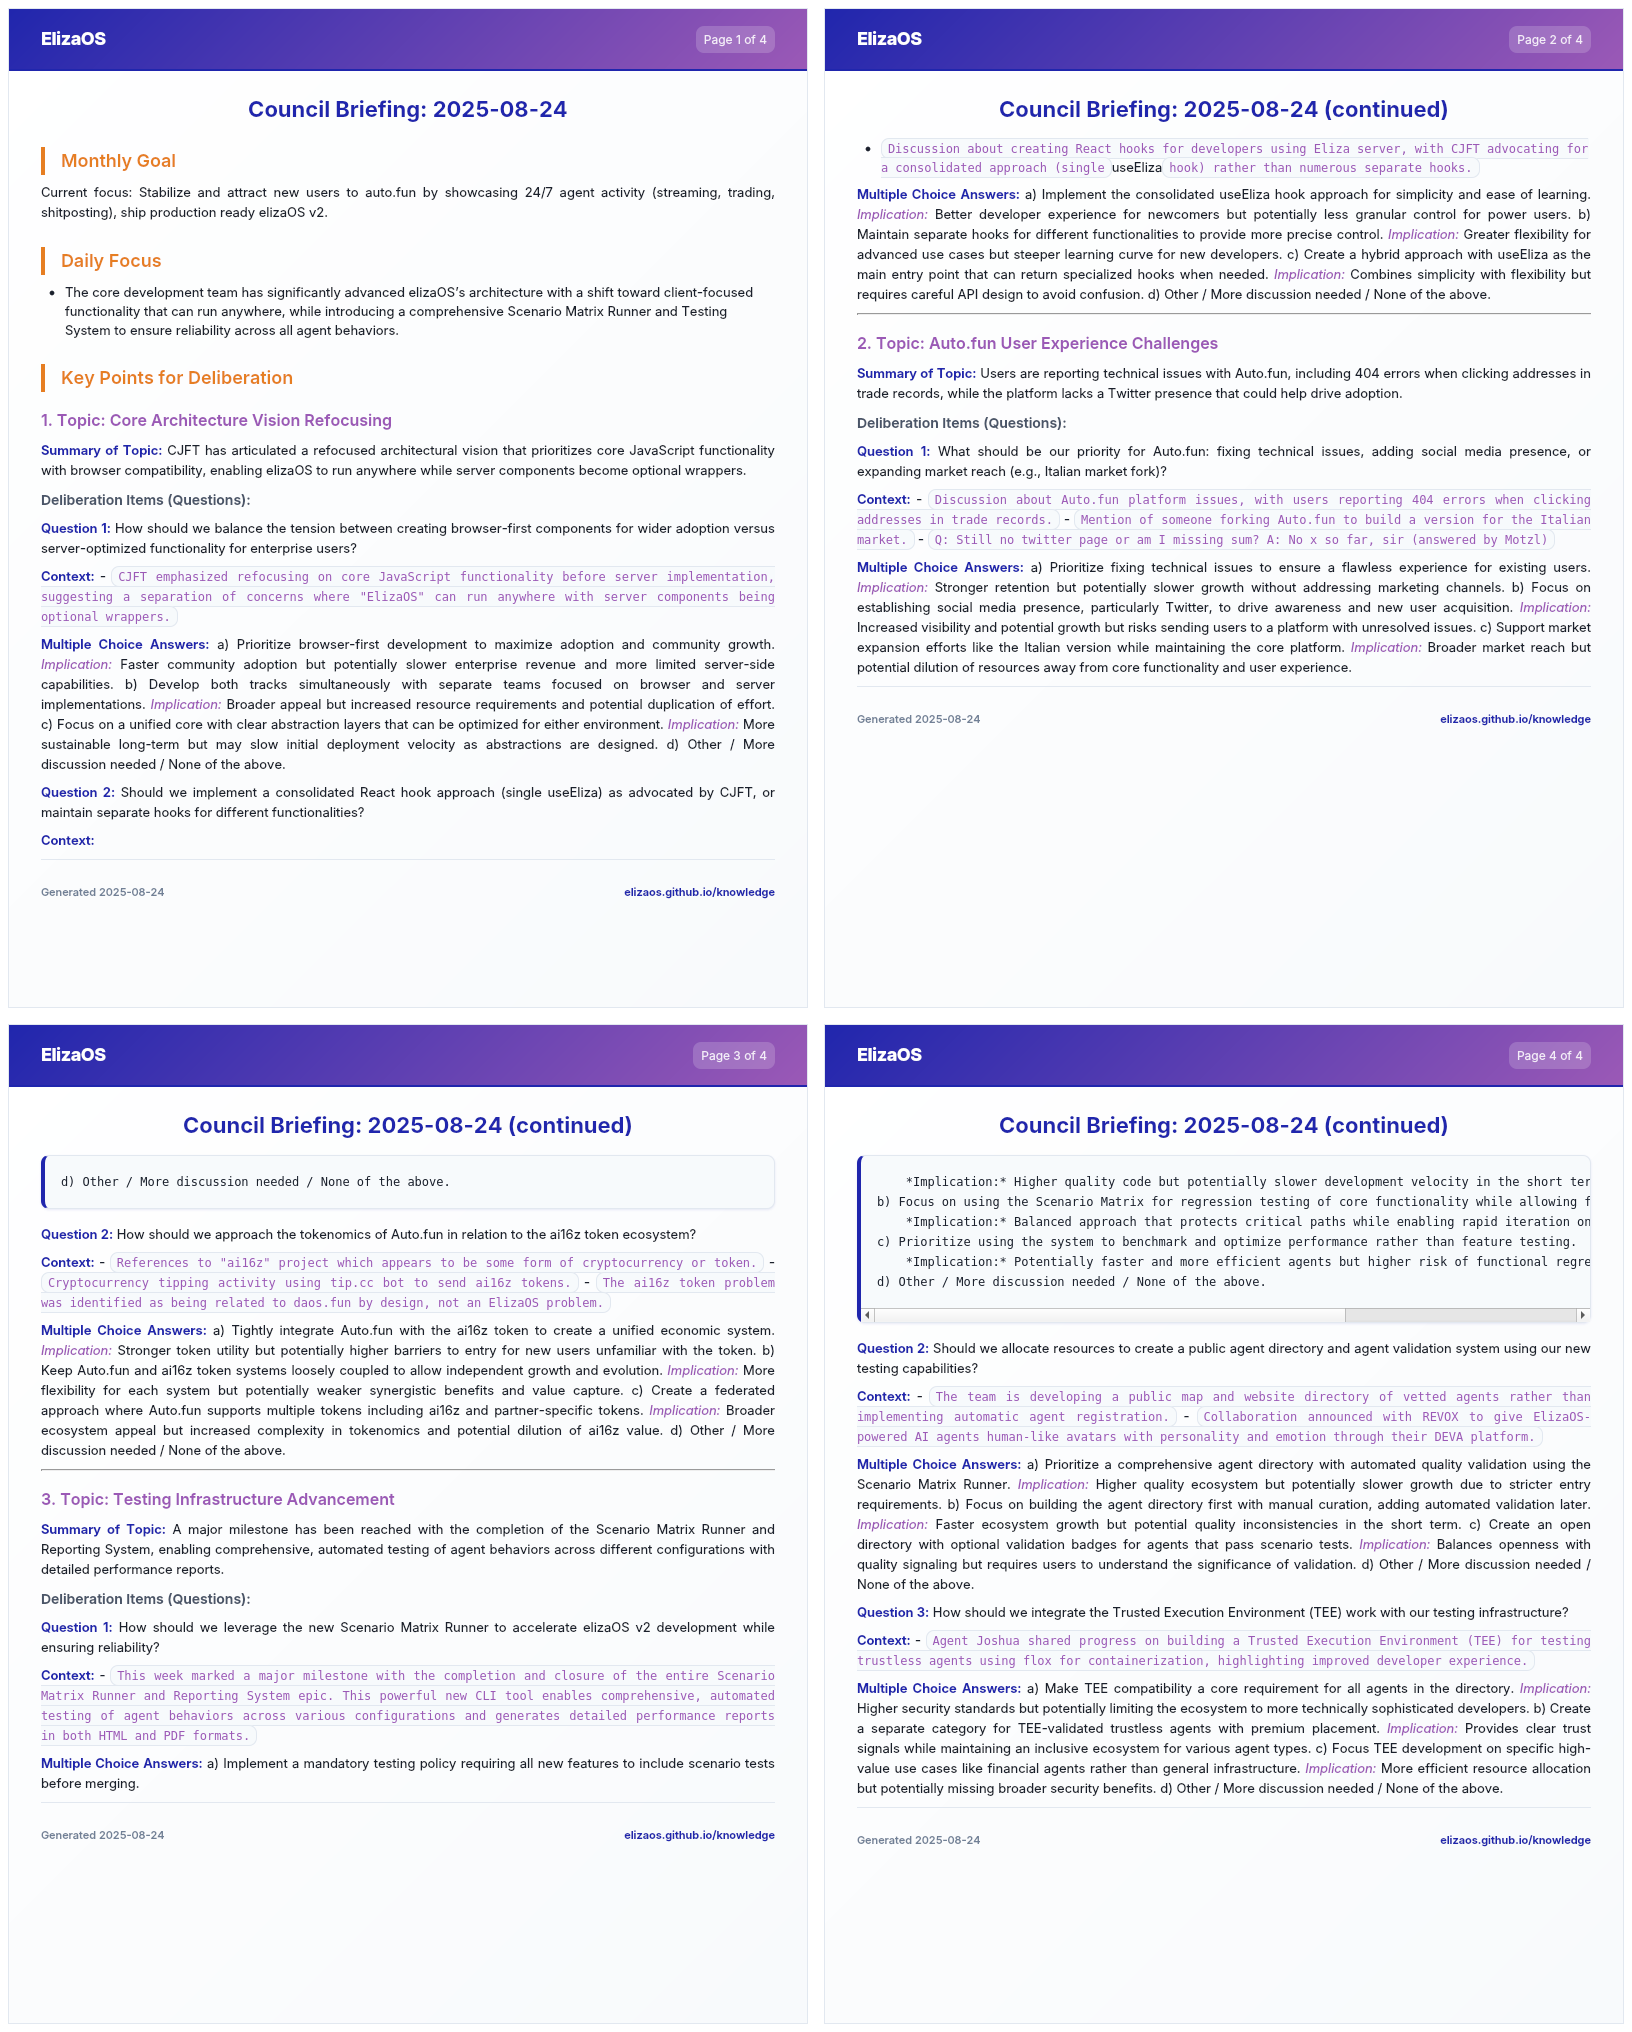 ElizaOS
Page 1 of 4
Council Briefing: 2025-08-24
Monthly Goal
Current focus: Stabilize and attract new users to auto.fun by showcasing 24/7 agent activity (streaming, trading,
shitposting), ship production ready elizaOS v2.
Daily Focus
• The core development team has significantly advanced elizaOS's architecture with a shift toward client-focused
functionality that can run anywhere, while introducing a comprehensive Scenario Matrix Runner and Testing
System to ensure reliability across all agent behaviors.
Key Points for Deliberation
1. Topic: Core Architecture Vision Refocusing
Summary of Topic: CJFT has articulated a refocused architectural vision that prioritizes core JavaScript functionality
with browser compatibility, enabling elizaOS to run anywhere while server components become optional wrappers.
Deliberation Items (Questions):
Question 1: How should we balance the tension between creating browser-first components for wider adoption versus
server-optimized functionality for enterprise users?
Context: - CJFT emphasized refocusing on core JavaScript functionality before server implementation,
suggesting a separation of concerns where "ElizaOS" can run anywhere with server components being
optional wrappers.
Multiple Choice Answers: a) Prioritize browser-first development to maximize adoption and community growth.
Implication: Faster community adoption but potentially slower enterprise revenue and more limited server-side
capabilities. b) Develop both tracks simultaneously with separate teams focused on browser and server
implementations. Implication: Broader appeal but increased resource requirements and potential duplication of effort.
c) Focus on a unified core with clear abstraction layers that can be optimized for either environment. Implication: More
sustainable long-term but may slow initial deployment velocity as abstractions are designed. d) Other / More
discussion needed / None of the above.
Question 2: Should we implement a consolidated React hook approach (single useEliza) as advocated by CJFT, or
maintain separate hooks for different functionalities?
Context:
Generated 2025-08-24
elizaos.github.io/knowledge
ElizaOS
Page 2 of 4
Council Briefing: 2025-08-24 (continued)
• Discussion about creating React hooks for developers using Eliza server, with CJFT advocating for
a consolidated approach (single useEliza hook) rather than numerous separate hooks.
Multiple Choice Answers: a) Implement the consolidated useEliza hook approach for simplicity and ease of learning.
Implication: Better developer experience for newcomers but potentially less granular control for power users. b)
Maintain separate hooks for different functionalities to provide more precise control. Implication: Greater flexibility for
advanced use cases but steeper learning curve for new developers. c) Create a hybrid approach with useEliza as the
main entry point that can return specialized hooks when needed. Implication: Combines simplicity with flexibility but
requires careful API design to avoid confusion. d) Other / More discussion needed / None of the above.
2. Topic: Auto.fun User Experience Challenges
Summary of Topic: Users are reporting technical issues with Auto.fun, including 404 errors when clicking addresses in
trade records, while the platform lacks a Twitter presence that could help drive adoption.
Deliberation Items (Questions):
Question 1: What should be our priority for Auto.fun: fixing technical issues, adding social media presence, or
expanding market reach (e.g., Italian market fork)?
Context: - Discussion about Auto.fun platform issues, with users reporting 404 errors when clicking
addresses in trade records. - Mention of someone forking Auto.fun to build a version for the Italian
market. - Q: Still no twitter page or am I missing sum? A: No x so far, sir (answered by Motzl)
Multiple Choice Answers: a) Prioritize fixing technical issues to ensure a flawless experience for existing users.
Implication: Stronger retention but potentially slower growth without addressing marketing channels. b) Focus on
establishing social media presence, particularly Twitter, to drive awareness and new user acquisition. Implication:
Increased visibility and potential growth but risks sending users to a platform with unresolved issues. c) Support market
expansion efforts like the Italian version while maintaining the core platform. Implication: Broader market reach but
potential dilution of resources away from core functionality and user experience.
Generated 2025-08-24
elizaos.github.io/knowledge
ElizaOS
Page 3 of 4
Council Briefing: 2025-08-24 (continued)
d) Other / More discussion needed / None of the above.
Question 2: How should we approach the tokenomics of Auto.fun in relation to the ai16z token ecosystem?
Context: - References to "ai16z" project which appears to be some form of cryptocurrency or token. -
Cryptocurrency tipping activity using tip.cc bot to send ai16z tokens. - The ai16z token problem
was identified as being related to daos.fun by design, not an ElizaOS problem.
Multiple Choice Answers: a) Tightly integrate Auto.fun with the ai16z token to create a unified economic system.
Implication: Stronger token utility but potentially higher barriers to entry for new users unfamiliar with the token. b)
Keep Auto.fun and ai16z token systems loosely coupled to allow independent growth and evolution. Implication: More
flexibility for each system but potentially weaker synergistic benefits and value capture. c) Create a federated
approach where Auto.fun supports multiple tokens including ai16z and partner-specific tokens. Implication: Broader
ecosystem appeal but increased complexity in tokenomics and potential dilution of ai16z value. d) Other / More
discussion needed / None of the above.
3. Topic: Testing Infrastructure Advancement
Summary of Topic: A major milestone has been reached with the completion of the Scenario Matrix Runner and
Reporting System, enabling comprehensive, automated testing of agent behaviors across different configurations with
detailed performance reports.
Deliberation Items (Questions):
Question 1: How should we leverage the new Scenario Matrix Runner to accelerate elizaOS v2 development while
ensuring reliability?
Context: - This week marked a major milestone with the completion and closure of the entire Scenario
Matrix Runner and Reporting System epic. This powerful new CLI tool enables comprehensive, automated
testing of agent behaviors across various configurations and generates detailed performance reports
in both HTML and PDF formats.
Multiple Choice Answers: a) Implement a mandatory testing policy requiring all new features to include scenario tests
before merging.
Generated 2025-08-24
elizaos.github.io/knowledge
ElizaOS
Page 4 of 4
Council Briefing: 2025-08-24 (continued)
*Implication:* Higher quality code but potentially slower development velocity in the short ter
b) Focus on using the Scenario Matrix for regression testing of core functionality while allowing f
*Implication:* Balanced approach that protects critical paths while enabling rapid iteration on
c) Prioritize using the system to benchmark and optimize performance rather than feature testing.
*Implication:* Potentially faster and more efficient agents but higher risk of functional regre
d) Other / More discussion needed / None of the above.
Question 2: Should we allocate resources to create a public agent directory and agent validation system using our new
testing capabilities?
Context: - The team is developing a public map and website directory of vetted agents rather than
implementing automatic agent registration. - Collaboration announced with REVOX to give ElizaOS-
powered AI agents human-like avatars with personality and emotion through their DEVA platform.
Multiple Choice Answers: a) Prioritize a comprehensive agent directory with automated quality validation using the
Scenario Matrix Runner. Implication: Higher quality ecosystem but potentially slower growth due to stricter entry
requirements. b) Focus on building the agent directory first with manual curation, adding automated validation later.
Implication: Faster ecosystem growth but potential quality inconsistencies in the short term. c) Create an open
directory with optional validation badges for agents that pass scenario tests. Implication: Balances openness with
quality signaling but requires users to understand the significance of validation. d) Other / More discussion needed /
None of the above.
Question 3: How should we integrate the Trusted Execution Environment (TEE) work with our testing infrastructure?
Context: - Agent Joshua shared progress on building a Trusted Execution Environment (TEE) for testing
trustless agents using flox for containerization, highlighting improved developer experience.
Multiple Choice Answers: a) Make TEE compatibility a core requirement for all agents in the directory. Implication:
Higher security standards but potentially limiting the ecosystem to more technically sophisticated developers. b) Create
a separate category for TEE-validated trustless agents with premium placement. Implication: Provides clear trust
signals while maintaining an inclusive ecosystem for various agent types. c) Focus TEE development on specific high-
value use cases like financial agents rather than general infrastructure. Implication: More efficient resource allocation
but potentially missing broader security benefits. d) Other / More discussion needed / None of the above.
Generated 2025-08-24
elizaos.github.io/knowledge